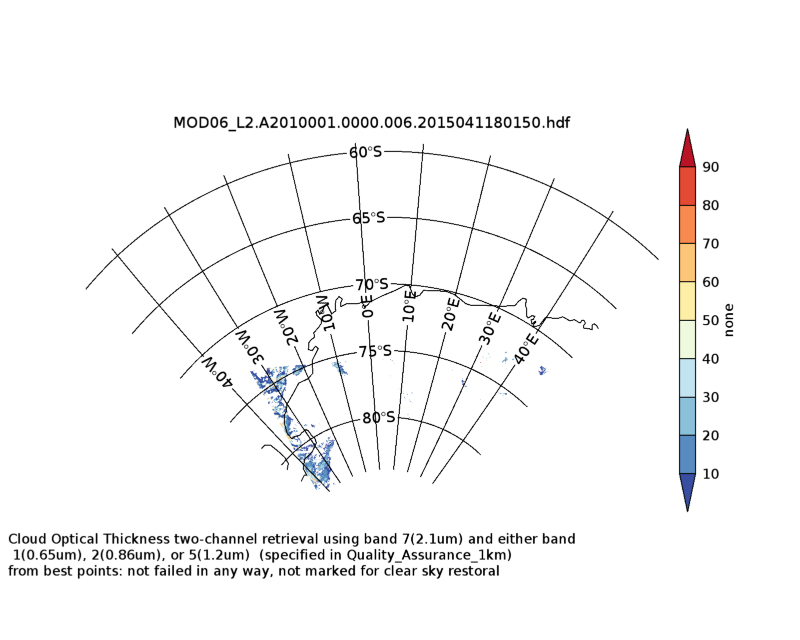 MOD06_L2.A2010001.0000.006.2015041180150.hdf
60°S
65°S
70°S
75°S
80°S
40°W
30°W
20°W
10°W
0°E
10°E
20°E
30°E
40°E
90
80
70
60
50
40
30
20
10
none
Cloud Optical Thickness two-channel retrieval using band 7(2.1um) and either band
1(0.65um), 2(0.86um), or 5(1.2um)  (specified in Quality_Assurance_1km)
from best points: not failed in any way, not marked for clear sky restoral